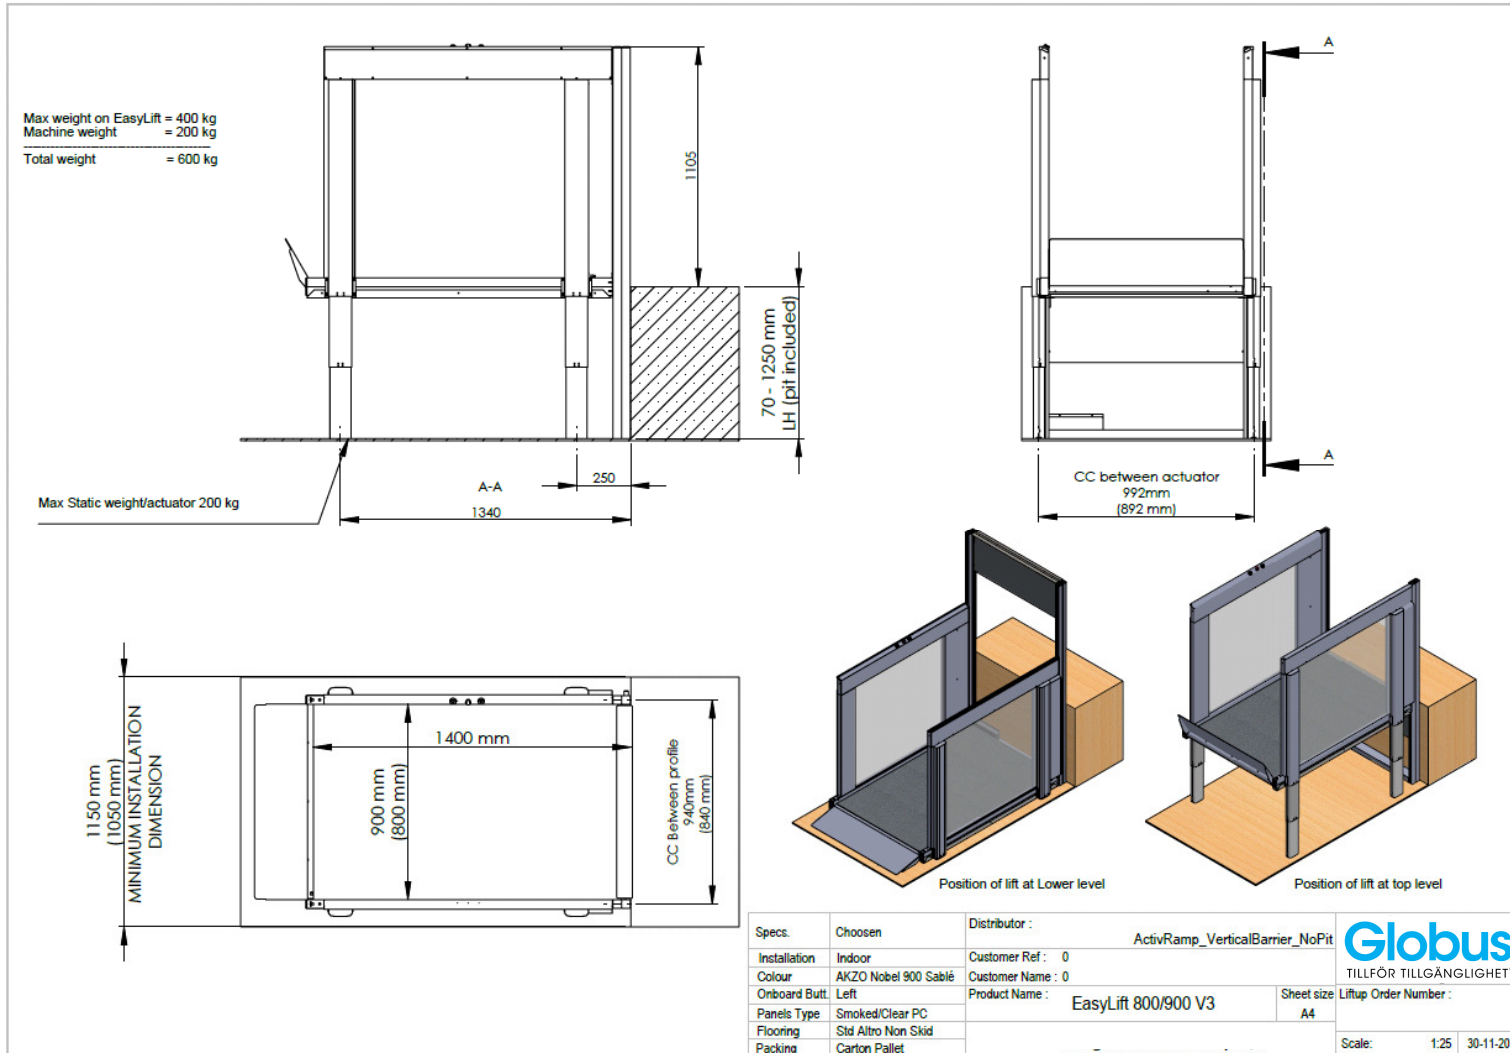 A
Max weight on EasyLift = 400 kg
Machine weight = 200 kg
Total weight = 600 kg
1105
70 - 1250 mm
LH (pit included)
A
250
A-A
1340
Max Static weight/actuator 200 kg
CC between actuator
992mm
(892 mm)
1150 mm
(1050 mm)
MINIMUM INSTALLATION
DIMENSION
1400 mm
900 mm
(800 mm)
CC Between profile
940mm
(840 mm)
Position of lift at Lower level
Position of lift at top level
Specs. Choosen
Installation Indoor
Colour AKZO Nobel 900 Sablé
Onboard Butt. Left
Panels Type Smoked/Clear PC
Flooring Std Altro Non Skid
Packing Carton Pallet
Distributor :
ActivRamp_VerticalBarrier_NoPit
Customer Ref : 0
Customer Name : 0
Product Name : EasyLift 800/900 V3
Sheet size
A4
Globus
TILLFÖR TILLGÄNGLIGHET
Liftup Order Number :
Scale: 1:25 30-11-20